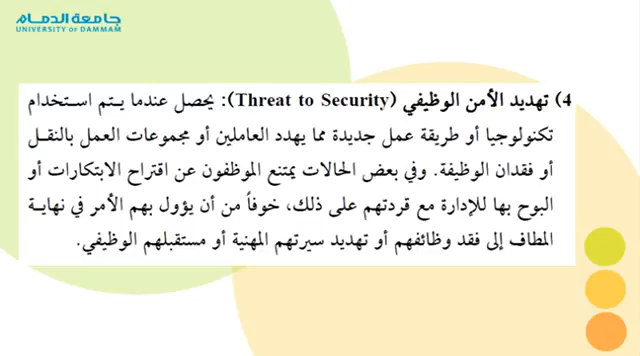 جامعة الدمام
UNIVERSITY OF DAMMAM
4) تهديد الأمن الوظيفي (Threat to Security): يحصل عندما يتم استخدام
تكنولوجيا أو طريقة عمل جديدة مما يهدد العاملين أو مجموعات العمل بالنقل
أو فقدان الوظيفة. وفي بعض الحالات يمتنع الموظفون عن اقتراح الابتكارات أو
البوح بها للإدارة مع قردتهم على ذلك، خوفاً من أن يؤول بهم الأمر في نهاية
المطاف إلى فقد وظائفهم أو تهديد سيرتهم المهنية أو مستقبلهم الوظيفي.